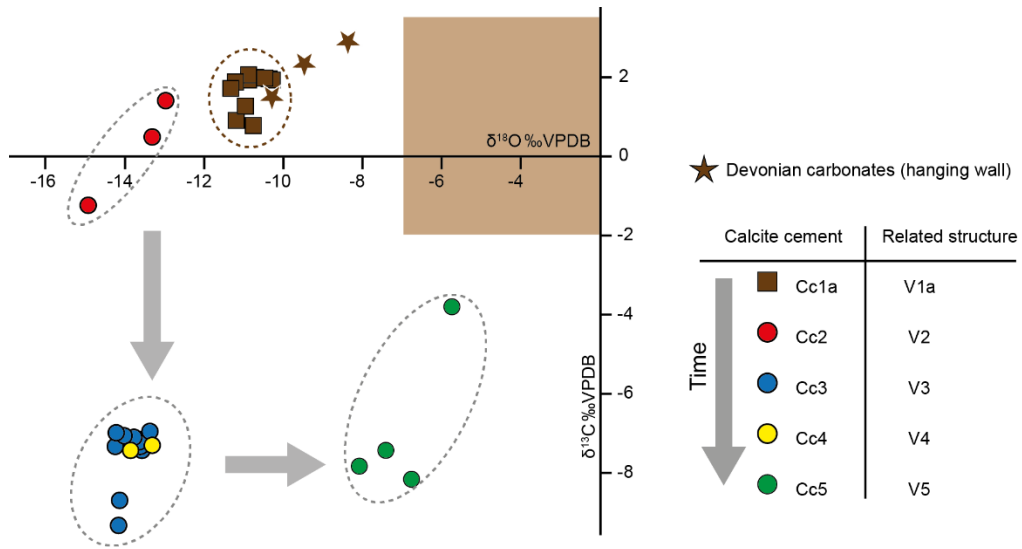 2
δ¹⁸O ‰VPDB
0
-16 -14 -12 -10 -8 -6 -4
-2
-4
-6
-8
δ¹³C ‰VPDB
Devonian carbonates (hanging wall)
Calcite cement Related structure
Cc1a V1a
Cc2 V2
Cc3 V3
Cc4 V4
Cc5 V5
Time